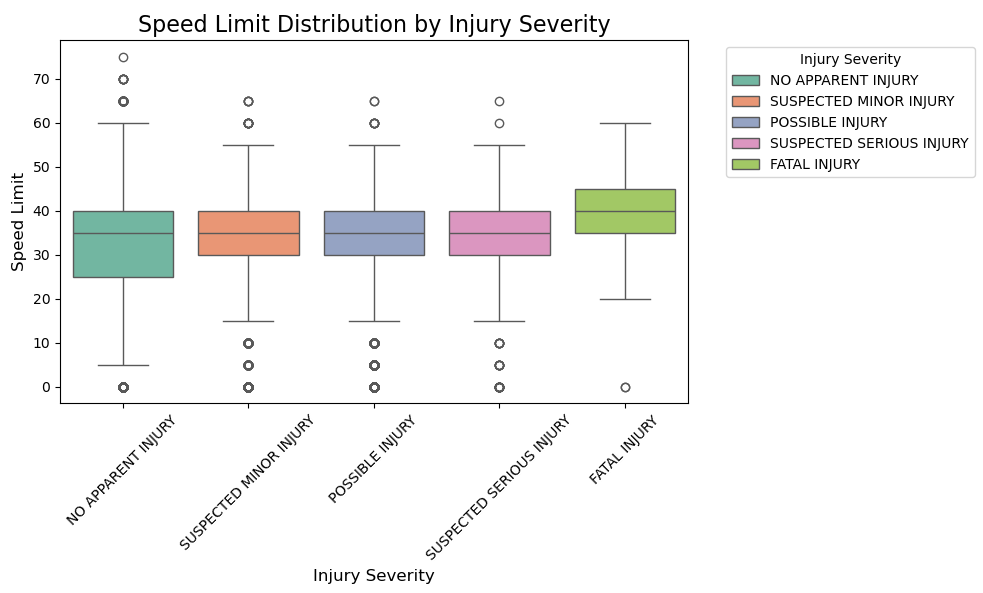 Speed Limit Distribution by Injury Severity
Speed Limit
70
60
50
40
30
20
10
0
NO APPARENT INJURY
SUSPECTED MINOR INJURY
POSSIBLE INJURY
SUSPECTED SERIOUS INJURY
FATAL INJURY
Injury Severity
Injury Severity
NO APPARENT INJURY
SUSPECTED MINOR INJURY
POSSIBLE INJURY
SUSPECTED SERIOUS INJURY
FATAL INJURY